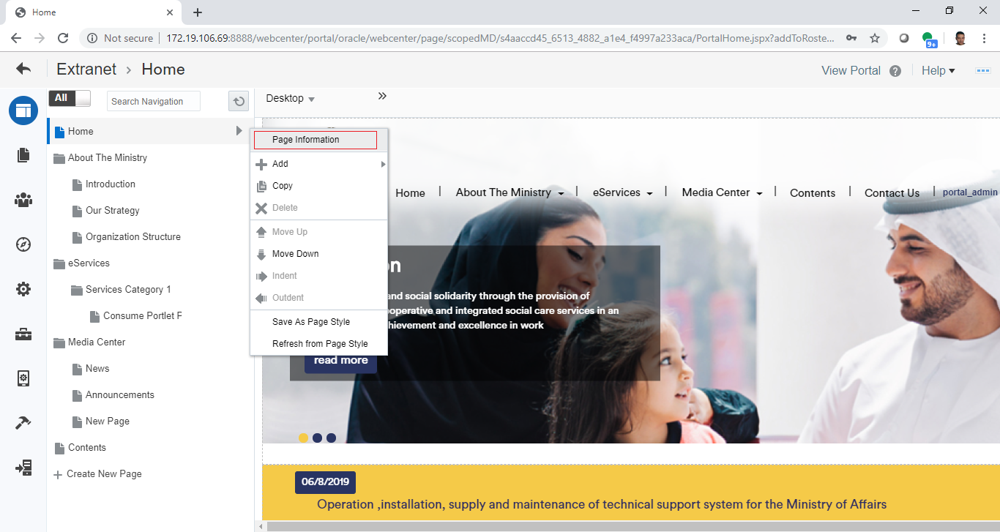 Home
Not secure
172.19.106.69:8888/webcenter/portal/oracle/webcenter/page/scopedMD/s4aaccd45_6513_4882_a1e4_f4997a233aca/PortalHome.jspx?addToRoste...
9+
Extranet > Home
View Portal
Help
All
Search Navigation
Desktop
Home
About The Ministry
Introduction
Our Strategy
Organization Structure
eServices
Services Category 1
Consume Portlet F
Media Center
News
Announcements
New Page
Contents
Create New Page
Page Information
Add
Copy
Delete
Move Up
Move Down
Indent
Outdent
Save As Page Style
Refresh from Page Style
Home | About The Ministry | eServices | Media Center | Contents | Contact Us | portal_admin
on
and social solidarity through the provision of
operative and integrated social care services in an
hievement and excellence in work
read more
06/8/2019
Operation ,installation, supply and maintenance of technical support system for the Ministry of Affairs